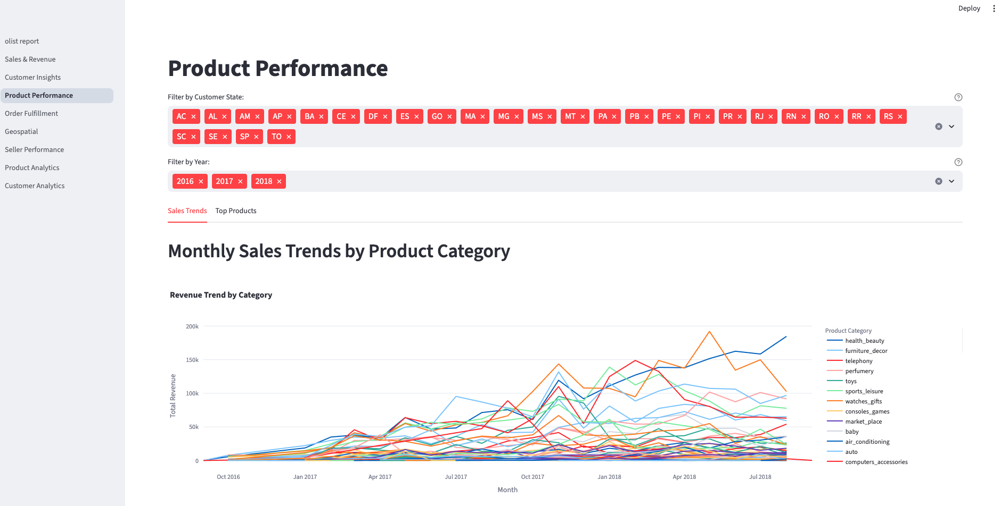 Deploy
olist report
Sales & Revenue
Customer Insights
Product Performance
Order Fulfillment
Geospatial
Seller Performance
Product Analytics
Customer Analytics
Product Performance
Filter by Customer State:
AC AL AM AP BA CE DF ES GO MA MG MS MT PA PB PE PI PR RJ RN RO RR RS
SC SE SP TO
Filter by Year:
2016 2017 2018
Sales Trends Top Products
Monthly Sales Trends by Product Category
Revenue Trend by Category
200k
150k
100k
50k
0
Total Revenue
Oct 2016 Jan 2017 Apr 2017 Jul 2017 Oct 2017 Jan 2018 Apr 2018 Jul 2018
Month
Product Category
health_beauty
furniture_decor
telephony
perfumery
toys
sports_leisure
watches_gifts
consoles_games
market_place
baby
air_conditioning
auto
computers_accessories